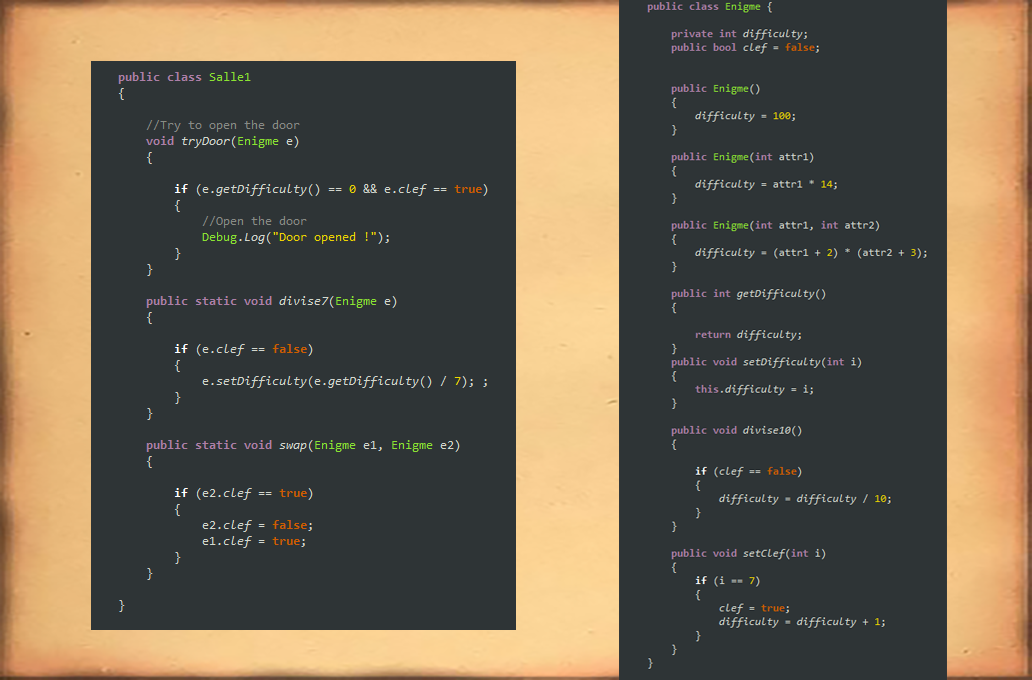 public class Salle1
{
//Try to open the door
void tryDoor(Enigme e)
{
if (e.getDifficulty() == 0 && e.clef == true)
{
//Open the door
Debug.Log("Door opened !");
}
}
public static void divise7(Enigme e)
{
if (e.clef == false)
{
e.setDifficulty(e.getDifficulty() / 7); ;
}
}
public static void swap(Enigme e1, Enigme e2)
{
if (e2.clef == true)
{
e2.clef = false;
e1.clef = true;
}
}
}
public class Enigme {
private int difficulty;
public bool clef = false;
public Enigme()
{
difficulty = 100;
}
public Enigme(int attr1)
{
difficulty = attr1 * 14;
}
public Enigme(int attr1, int attr2)
{
difficulty = (attr1 + 2) * (attr2 + 3);
}
public int getDifficulty()
{
return difficulty;
}
public void setDifficulty(int i)
{
this.difficulty = i;
}
public void divise10()
{
if (clef == false)
{
difficulty = difficulty / 10;
}
}
public void setClef(int i)
{
if (i == 7)
{
clef = true;
difficulty = difficulty + 1;
}
}
}